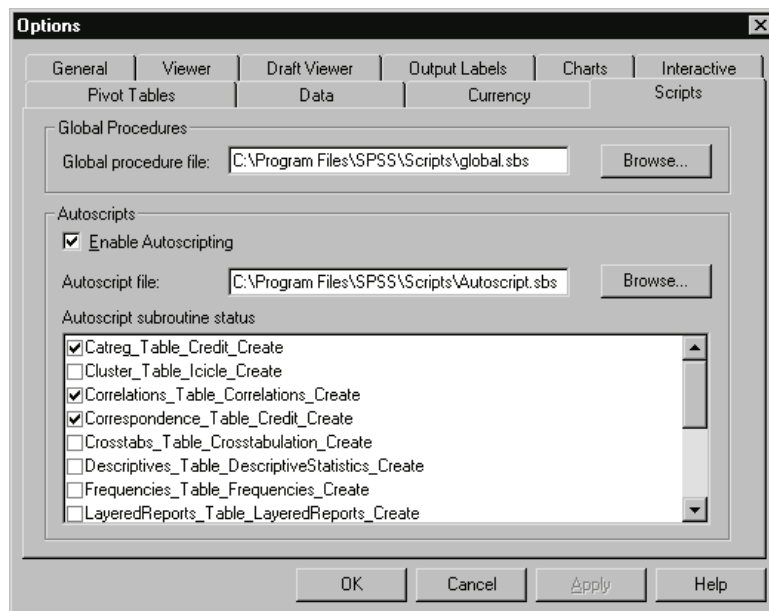 Options
General Viewer Draft Viewer Output Labels Charts Interactive
Pivot Tables Data Currency Scripts
Global Procedures
Global procedure file: C:\Program Files\SPSS\Scripts\global.sbs Browse...
Autoscripts
Enable Autoscripting
Autoscript file: C:\Program Files\SPSS\Scripts\Autoscript.sbs Browse...
Autoscript subroutine status
Catreg_Table_Credit_Create
Cluster_Table_Icicle_Create
Correlations_Table_Correlations_Create
Correspondence_Table_Credit_Create
Crosstabs_Table_Crosstabulation_Create
Descriptives_Table_DescriptiveStatistics_Create
Frequencies_Table_Frequencies_Create
LayeredReports_Table_LayeredReports_Create
OK Cancel Apply Help